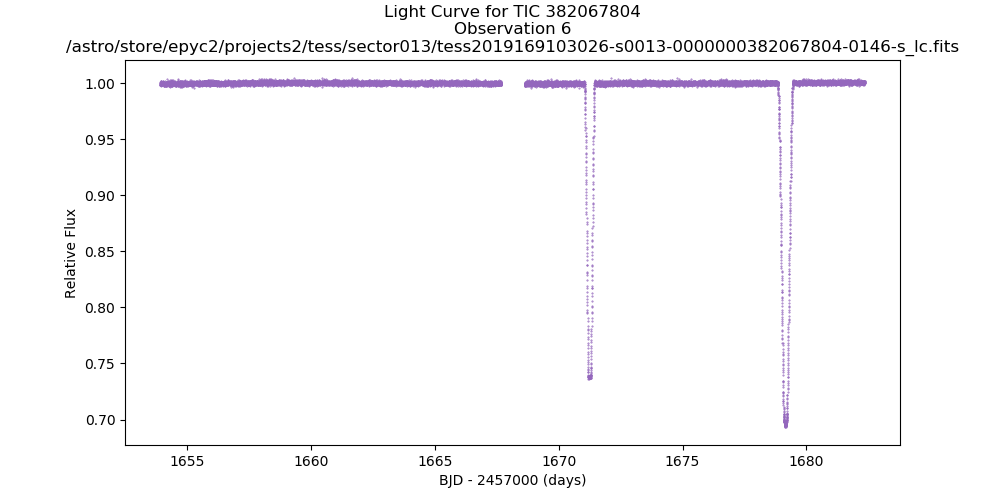 Light Curve for TIC 382067804
Observation 6
/astro/store/epyc2/projects2/tess/sector013/tess2019169103026-s0013-0000000382067804-0146-s_lc.fits
1.00
0.95
0.90
0.85
0.80
0.75
0.70
Relative Flux
1655 1660 1665 1670 1675 1680
BJD - 2457000 (days)